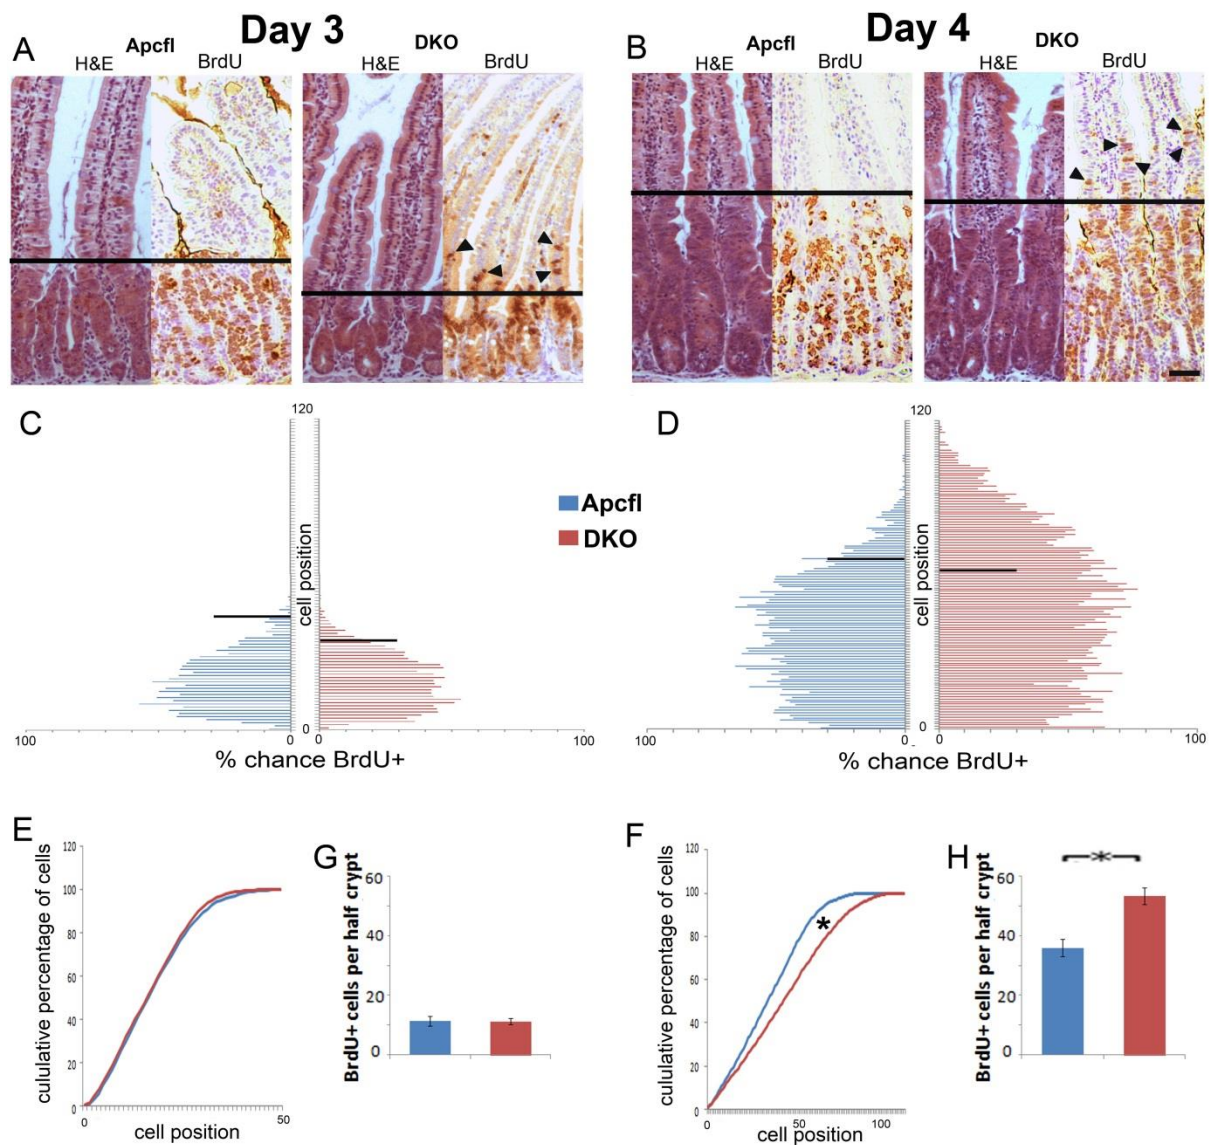 Day 3
Day 4
A
Apcfl
DKO
H&E
BrdU
H&E
BrdU
B
Apcfl
DKO
H&E
BrdU
H&E
BrdU
C
120
cell position
0
100
0
0
100
% chance BrdU+
Apcfl
DKO
D
120
cell position
0
100
0
0
100
% chance BrdU+
E
cululative percentage of cells
120
100
80
60
40
20
0
0
50
cell position
G
BrdU+ cells per half crypt
60
40
20
0
F
cululative percentage of cells
120
100
80
60
40
20
0
*
0
50
100
cell position
H
*
BrdU+ cells per half crypt
60
40
20
0